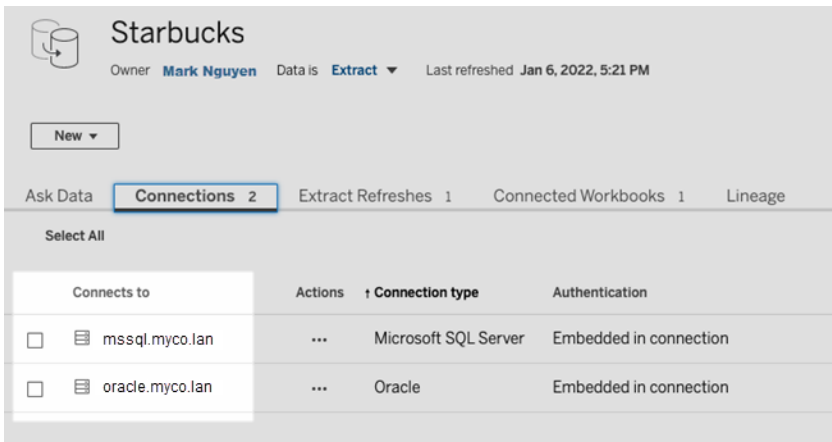 Starbucks
Owner Mark Nguyen Data is Extract Last refreshed Jan 6, 2022, 5:21 PM
New
Ask Data Connections 2 Extract Refreshes 1 Connected Workbooks 1 Lineage
Select All
Connects to Actions ↑ Connection type Authentication
mssql.myco.lan ••• Microsoft SQL Server Embedded in connection
oracle.myco.lan ••• Oracle Embedded in connection